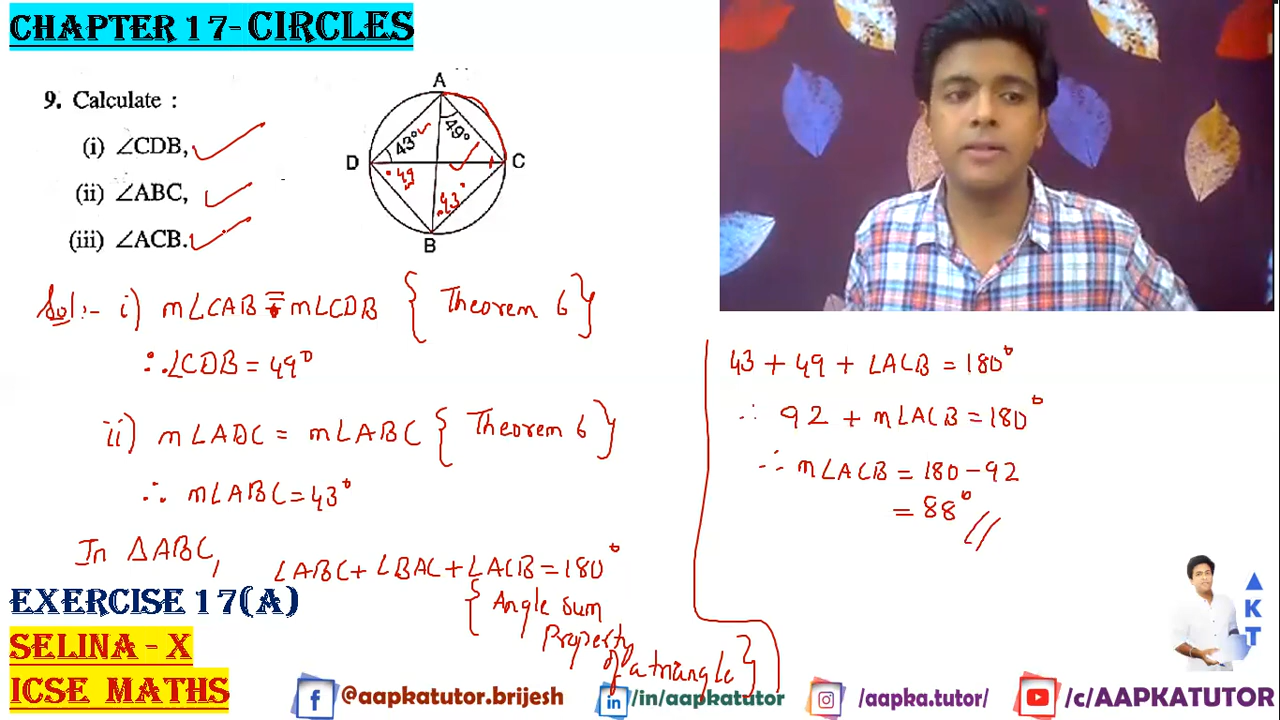 CHAPTER 17- CIRCLES
9. Calculate :
(i) ∠CDB,
(ii) ∠ABC,
(iii) ∠ACB.
A
43° 49°
D C
49 43°
B
Sol:- i) m∠CAB = m∠CDB { Theorem 6 }
∴ ∠CDB = 49°
ii) m∠ADC = m∠ABC { Theorem 6 }
∴ m∠ABC = 43°
In ΔABC,
∠ABC + ∠BAC + ∠ACB = 180°
{ Angle sum
Property
of a triangle }
43 + 49 + ∠ACB = 180°
∴ 92 + m∠ACB = 180°
∴ m∠ACB = 180 - 92
= 88° //
EXERCISE 17(A)
SELINA - X
ICSE MATHS
AKT
@aapkatutor.brijesh
/in/aapkatutor
/aapka.tutor/
/c/AAPKATUTOR